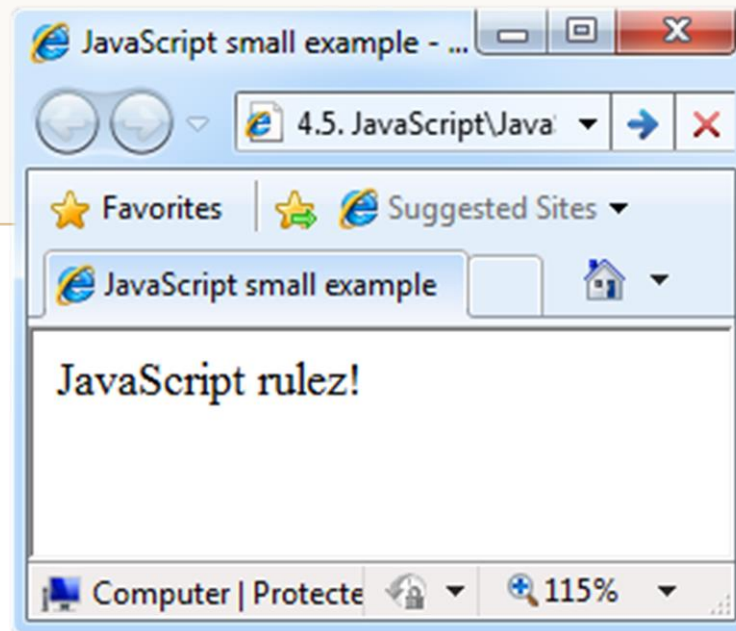 JavaScript small example - ...
4.5. JavaScript\Java
Favorites Suggested Sites
JavaScript small example
JavaScript rulez!
Computer | Protecte 115%